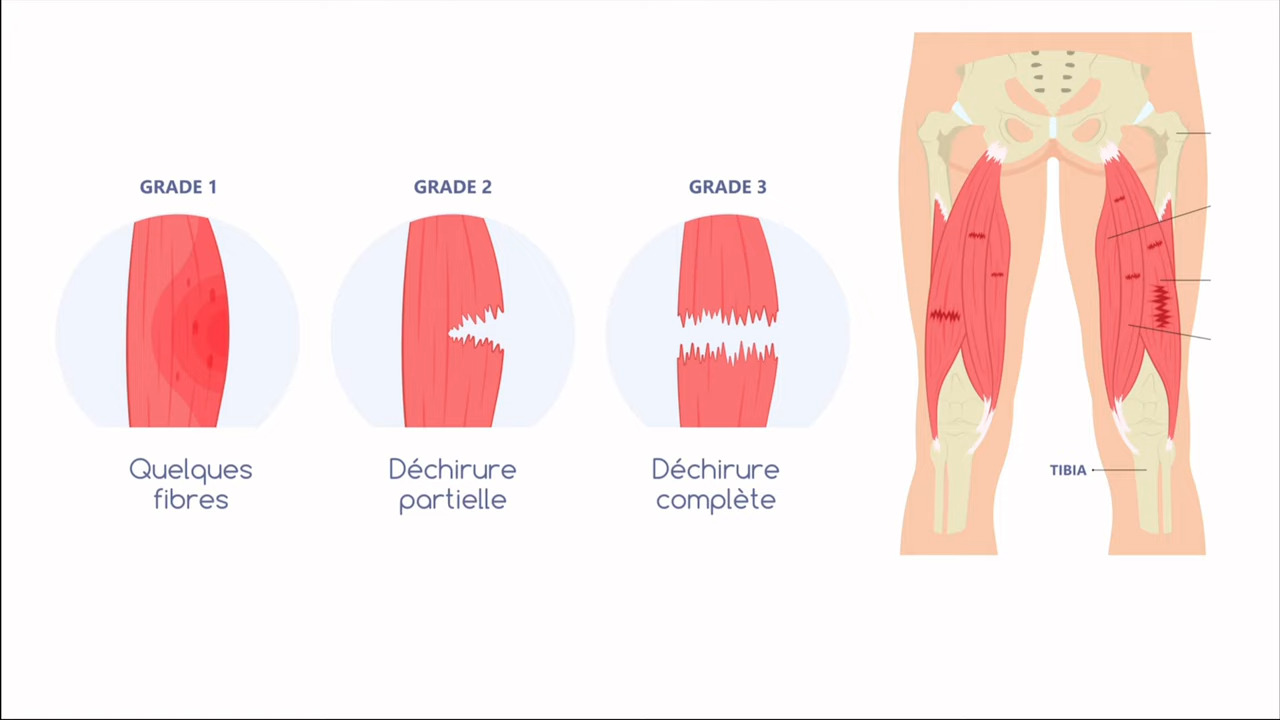 GRADE 1
GRADE 2
GRADE 3
Quelques
fibres
Déchirure
partielle
Déchirure
complète
TIBIA